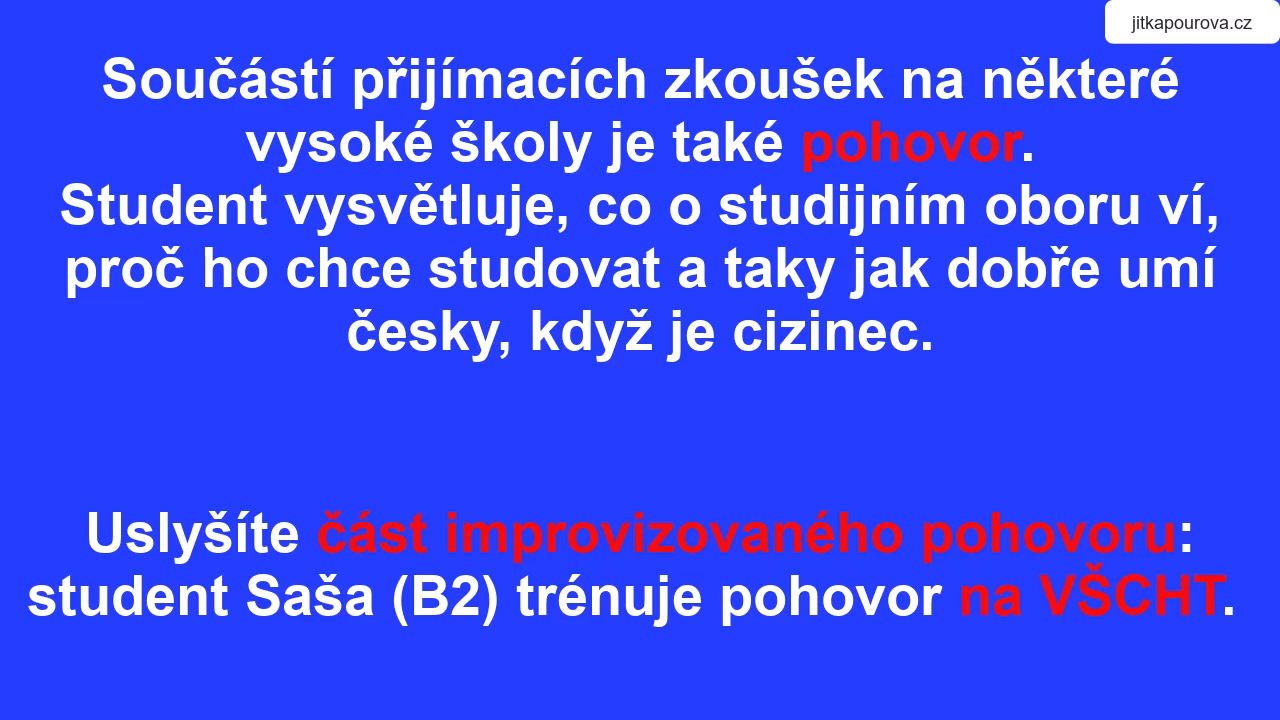 jitkapourova.cz
Součástí přijímacích zkoušek na některé
vysoké školy je také pohovor.
Student vysvětluje, co o studijním oboru ví,
proč ho chce studovat a taky jak dobře umí
česky, když je cizinec.
Uslyšíte část improvizovaného pohovoru:
student Saša (B2) trénuje pohovor na VŠCHT.